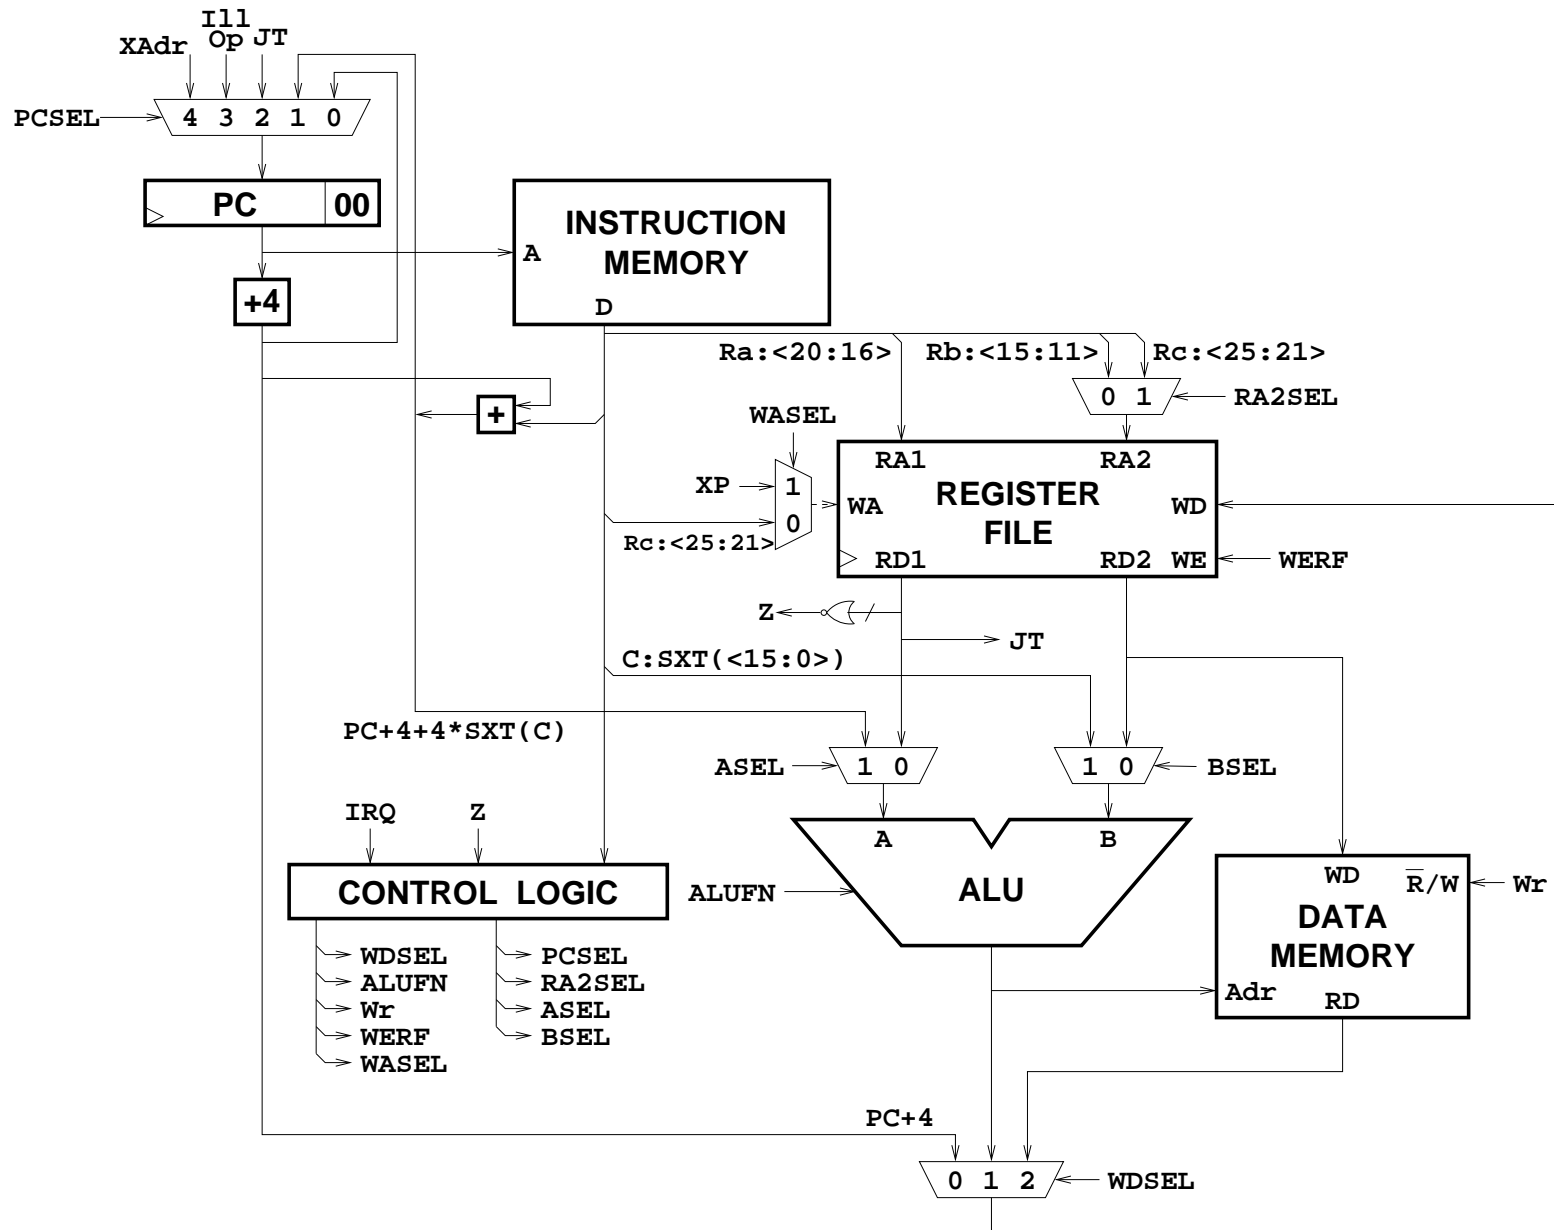 Ill
XAdr Op JT
PCSEL 4 3 2 1 0
PC 00
INSTRUCTION
MEMORY
A
D
+4
Ra:<20:16> Rb:<15:11> Rc:<25:21>
0 1 RA2SEL
+
WASEL
RA1 RA2
XP 1
REGISTER
FILE
WA WD
0
Rc:<25:21>
RD1 RD2 WE WERF
Z
JT
C:SXT(<15:0>)
PC+4+4*SXT(C)
ASEL 1 0 1 0 BSEL
IRQ Z
A B
CONTROL LOGIC
ALUFN ALU
WD R/W Wr
DATA
MEMORY
Adr
RD
WDSEL PCSEL
ALUFN RA2SEL
Wr ASEL
WERF BSEL
WASEL
PC+4
0 1 2 WDSEL